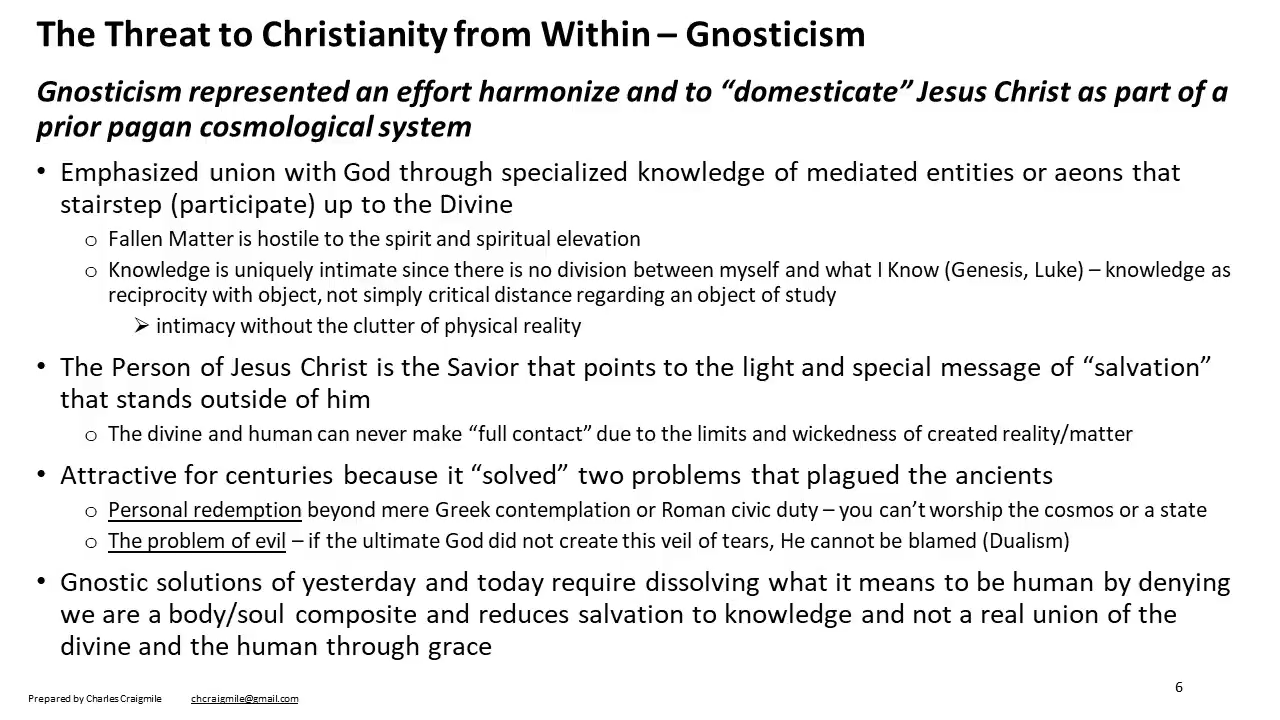 The Threat to Christianity from Within – Gnosticism
Gnosticism represented an effort harmonize and to “domesticate” Jesus Christ as part of a
prior pagan cosmological system
• Emphasized union with God through specialized knowledge of mediated entities or aeons that
stairstep (participate) up to the Divine
o Fallen Matter is hostile to the spirit and spiritual elevation
o Knowledge is uniquely intimate since there is no division between myself and what I Know (Genesis, Luke) – knowledge as
reciprocity with object, not simply critical distance regarding an object of study
➢ intimacy without the clutter of physical reality
• The Person of Jesus Christ is the Savior that points to the light and special message of “salvation”
that stands outside of him
o The divine and human can never make “full contact” due to the limits and wickedness of created reality/matter
• Attractive for centuries because it “solved” two problems that plagued the ancients
o Personal redemption beyond mere Greek contemplation or Roman civic duty – you can’t worship the cosmos or a state
o The problem of evil – if the ultimate God did not create this veil of tears, He cannot be blamed (Dualism)
• Gnostic solutions of yesterday and today require dissolving what it means to be human by denying
we are a body/soul composite and reduces salvation to knowledge and not a real union of the
divine and the human through grace
Prepared by Charles Craigmile chcraigmile@gmail.com
6